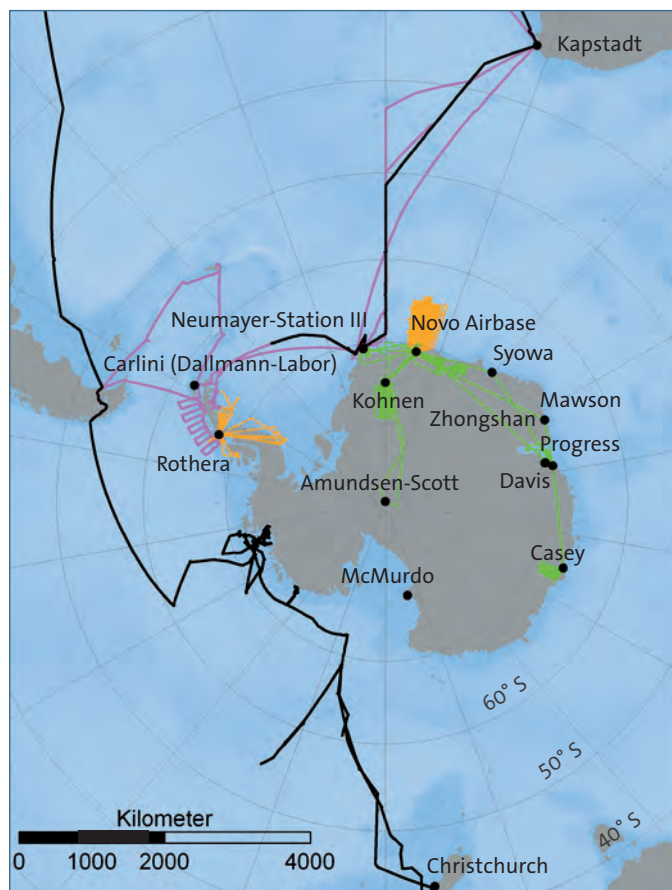 Kapstadt
Neumayer-Station III
Novo Airbase
Carlini (Dallmann-Labor)
Syowa
Kohnen
Mawson
Zhongshan
Progress
Rothera
Davis
Amundsen-Scott
Casey
McMurdo
60° S
50° S
40° S
Kilometer
0 1000 2000 4000
Christchurch